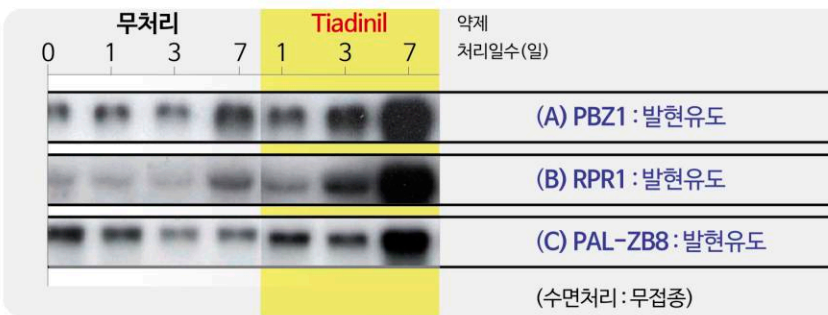 무처리 Tiadinil 약제
0 1 3 7 1 3 7 처리일수(일)
(A) PBZ1 : 발현유도
(B) RPR1 : 발현유도
(C) PAL-ZB8 : 발현유도
(수면처리 : 무접종)